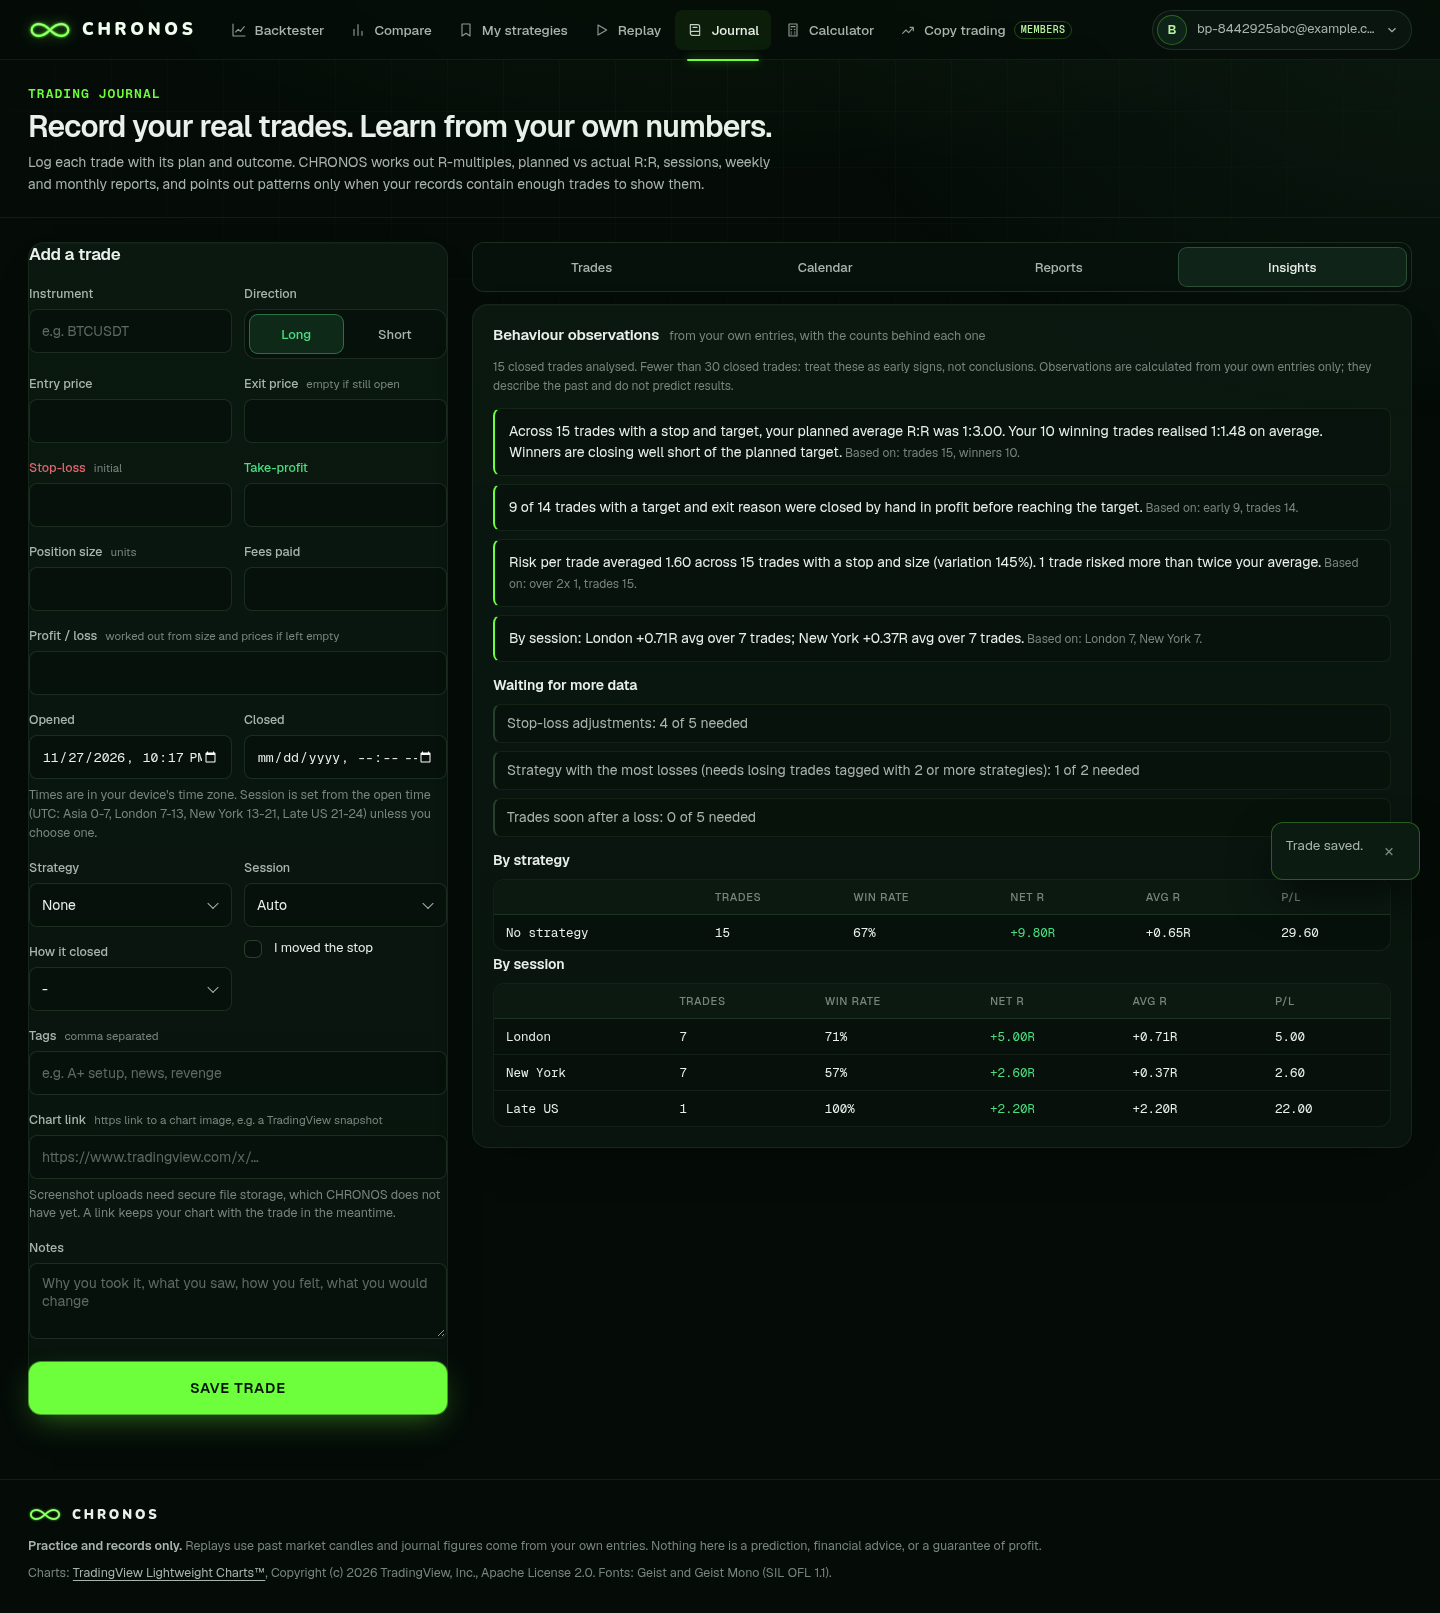 CHRONOS
Backtester
Compare
My strategies
Replay
Journal
Calculator
Copy trading MEMBERS
B bp-8442925abc@example.c...
TRADING JOURNAL
Record your real trades. Learn from your own numbers.
Log each trade with its plan and outcome. CHRONOS works out R-multiples, planned vs actual R:R, sessions, weekly
and monthly reports, and points out patterns only when your records contain enough trades to show them.
Add a trade
Instrument
Direction
e.g. BTCUSDT
Long
Short
Entry price
Exit price empty if still open
Stop-loss initial
Take-profit
Position size units
Fees paid
Profit / loss worked out from size and prices if left empty
Opened
Closed
11/27/2026, 10:17 PM
mm/dd/yyyy, --:-- --
Times are in your device's time zone. Session is set from the open time
(UTC: Asia 0-7, London 7-13, New York 13-21, Late US 21-24) unless you
choose one.
Strategy
Session
None
Auto
How it closed
I moved the stop
-
Tags comma separated
e.g. A+ setup, news, revenge
Chart link https link to a chart image, e.g. a TradingView snapshot
https://www.tradingview.com/x/...
Screenshot uploads need secure file storage, which CHRONOS does not
have yet. A link keeps your chart with the trade in the meantime.
Notes
Why you took it, what you saw, how you felt, what you would
change
SAVE TRADE
Trades
Calendar
Reports
Insights
Behaviour observations from your own entries, with the counts behind each one
15 closed trades analysed. Fewer than 30 closed trades: treat these as early signs, not conclusions. Observations are calculated from your own entries only; they
describe the past and do not predict results.
Across 15 trades with a stop and target, your planned average R:R was 1:3.00. Your 10 winning trades realised 1:1.48 on average.
Winners are closing well short of the planned target. Based on: trades 15, winners 10.
9 of 14 trades with a target and exit reason were closed by hand in profit before reaching the target. Based on: early 9, trades 14.
Risk per trade averaged 1.60 across 15 trades with a stop and size (variation 145%). 1 trade risked more than twice your average. Based
on: over 2x 1, trades 15.
By session: London +0.71R avg over 7 trades; New York +0.37R avg over 7 trades. Based on: London 7, New York 7.
Waiting for more data
Stop-loss adjustments: 4 of 5 needed
Strategy with the most losses (needs losing trades tagged with 2 or more strategies): 1 of 2 needed
Trades soon after a loss: 0 of 5 needed
Trade saved. ×
By strategy
TRADES WIN RATE NET R AVG R P/L
No strategy 15 67% +9.80R +0.65R 29.60
By session
TRADES WIN RATE NET R AVG R P/L
London 7 71% +5.00R +0.71R 5.00
New York 7 57% +2.60R +0.37R 2.60
Late US 1 100% +2.20R +2.20R 22.00
CHRONOS
Practice and records only. Replays use past market candles and journal figures come from your own entries. Nothing here is a prediction, financial advice, or a guarantee of profit.
Charts: TradingView Lightweight Charts™, Copyright (c) 2026 TradingView, Inc., Apache License 2.0. Fonts: Geist and Geist Mono (SIL OFL 1.1).